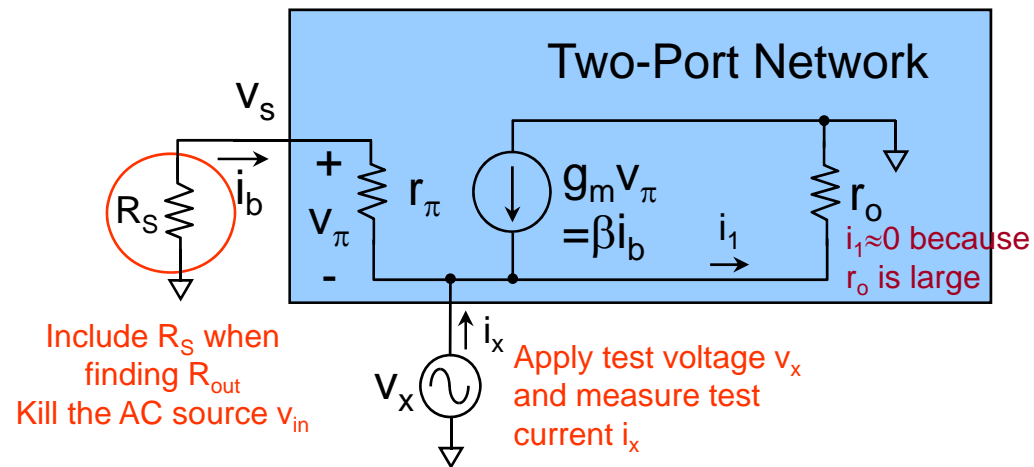 Two-Port Network
vs
+
ib
RS
vπ
rπ
-
gmvπ
=βib
i1
ro
i1≈0 because
ro is large
Include RS when
finding Rout
Kill the AC source vin
ix
vx
Apply test voltage vx
and measure test
current ix